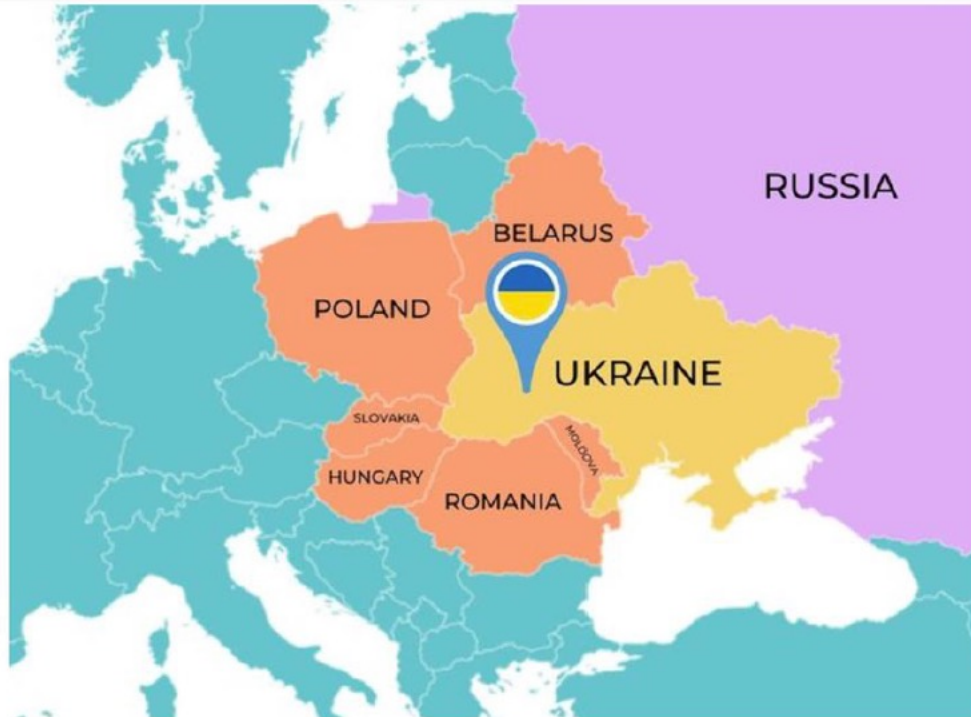 RUSSIA
BELARUS
POLAND
UKRAINE
SLOVAKIA
MOLDOVA
HUNGARY
ROMANIA